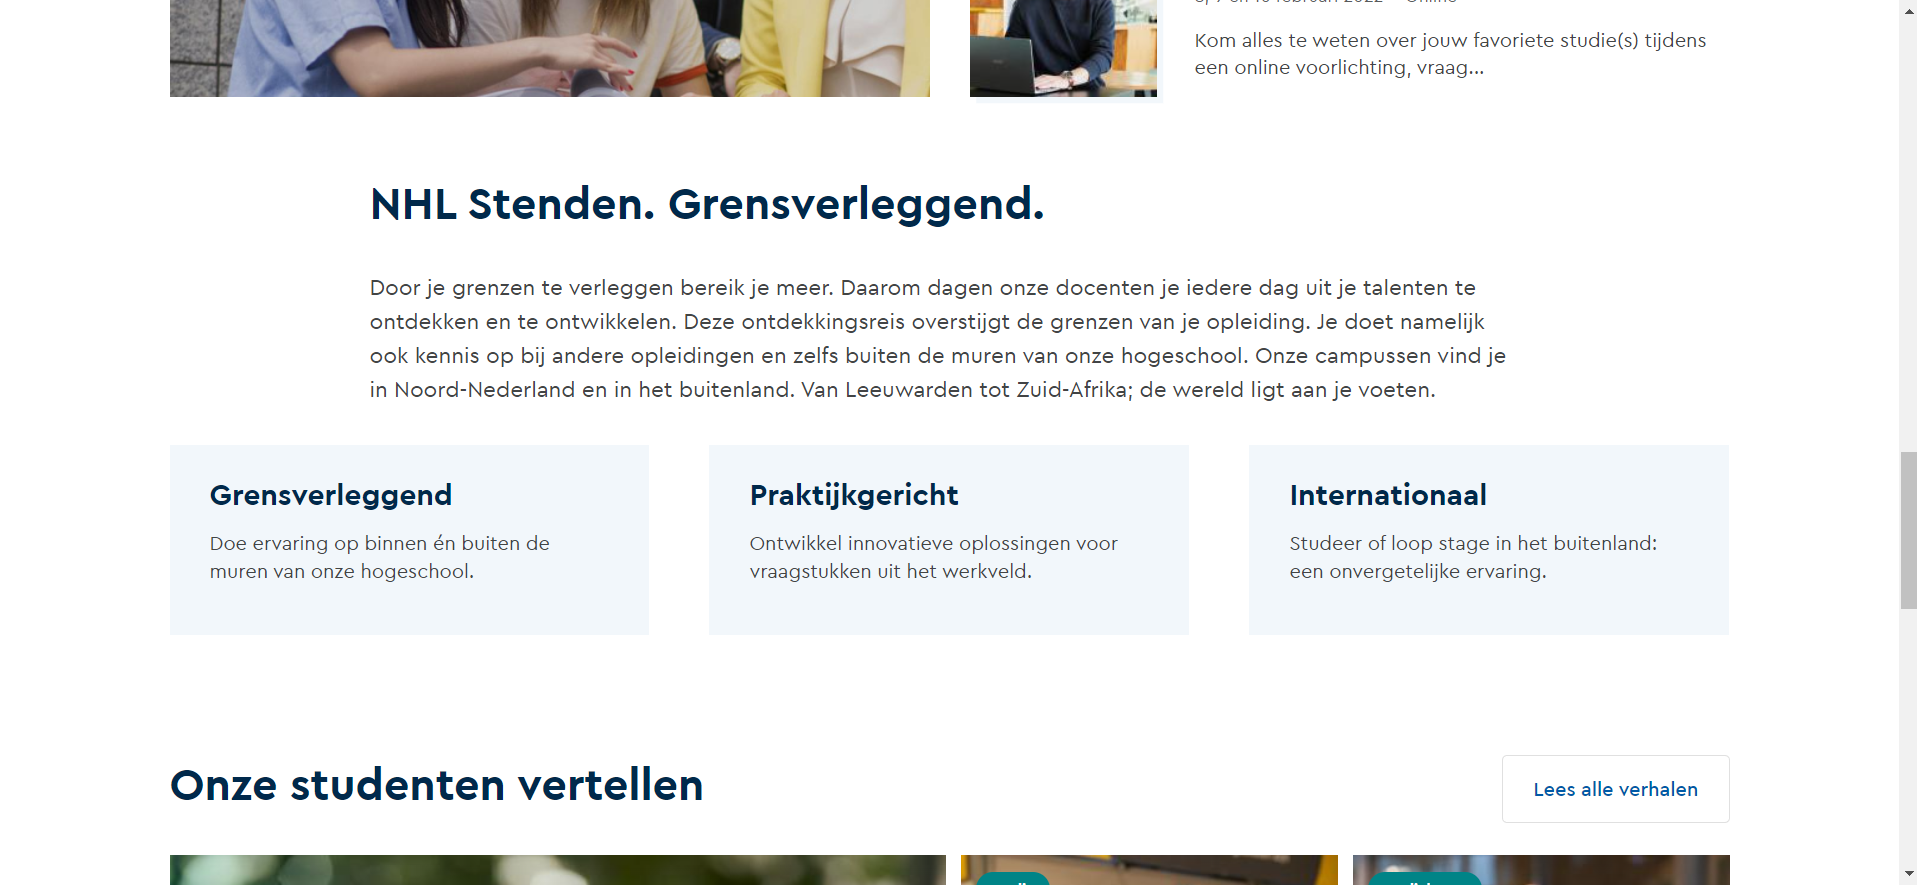 Kom alles te weten over jouw favoriete studie(s) tijdens
een online voorlichting, vraag...
NHL Stenden. Grensverleggend.
Door je grenzen te verleggen bereik je meer. Daarom dagen onze docenten je iedere dag uit je talenten te
ontdekken en te ontwikkelen. Deze ontdekkingsreis overstijgt de grenzen van je opleiding. Je doet namelijk
ook kennis op bij andere opleidingen en zelfs buiten de muren van onze hogeschool. Onze campussen vind je
in Noord-Nederland en in het buitenland. Van Leeuwarden tot Zuid-Afrika; de wereld ligt aan je voeten.
Grensverleggend
Doe ervaring op binnen én buiten de
muren van onze hogeschool.
Praktijkgericht
Ontwikkel innovatieve oplossingen voor
vraagstukken uit het werkveld.
Internationaal
Studeer of loop stage in het buitenland:
een onvergetelijke ervaring.
Onze studenten vertellen
Lees alle verhalen